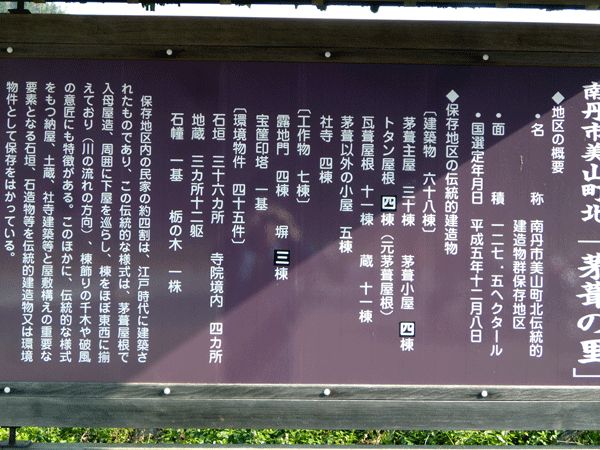 南丹市美山町北「茅葺の里」
◆地区の概要
・名　称　南丹市美山町北伝統的
建造物群保存地区
・面　積　一二七．五ヘクタール
・国選定年月日　平成五年十二月八日
◆保存地区の伝統的建造物
〔建築物　六十八棟〕
茅葺主屋　三十棟　茅葺小屋　四棟
トタン屋根　四棟（元茅葺屋根）
瓦葺屋根　十一棟　蔵　十一棟
茅葺以外の小屋　五棟
社寺　四棟
〔工作物　七棟〕
露地門　四棟　塀　三棟
宝篋印塔　一基
〔環境物件　四十五件〕
石垣　三十六カ所　寺院境内　四カ所
地蔵　三カ所十二躯
石幢　一基　栃の木　一株
保存地区内の民家の約四割は、江戸時代に建築さ
れたものであり、この伝統的な様式は、茅葺屋根で
入母屋造、周囲に下屋を巡らし、棟をほぼ東西に揃
えており（川の流れの方向）、棟飾りの千木や破風
の意匠にも特徴がある。このほかに、伝統的な様式
をもつ納屋、土蔵、社寺建築等と屋敷構えの重要な
要素となる石垣、石造物等を伝統的建造物又は環境
物件として保存をはかっている。